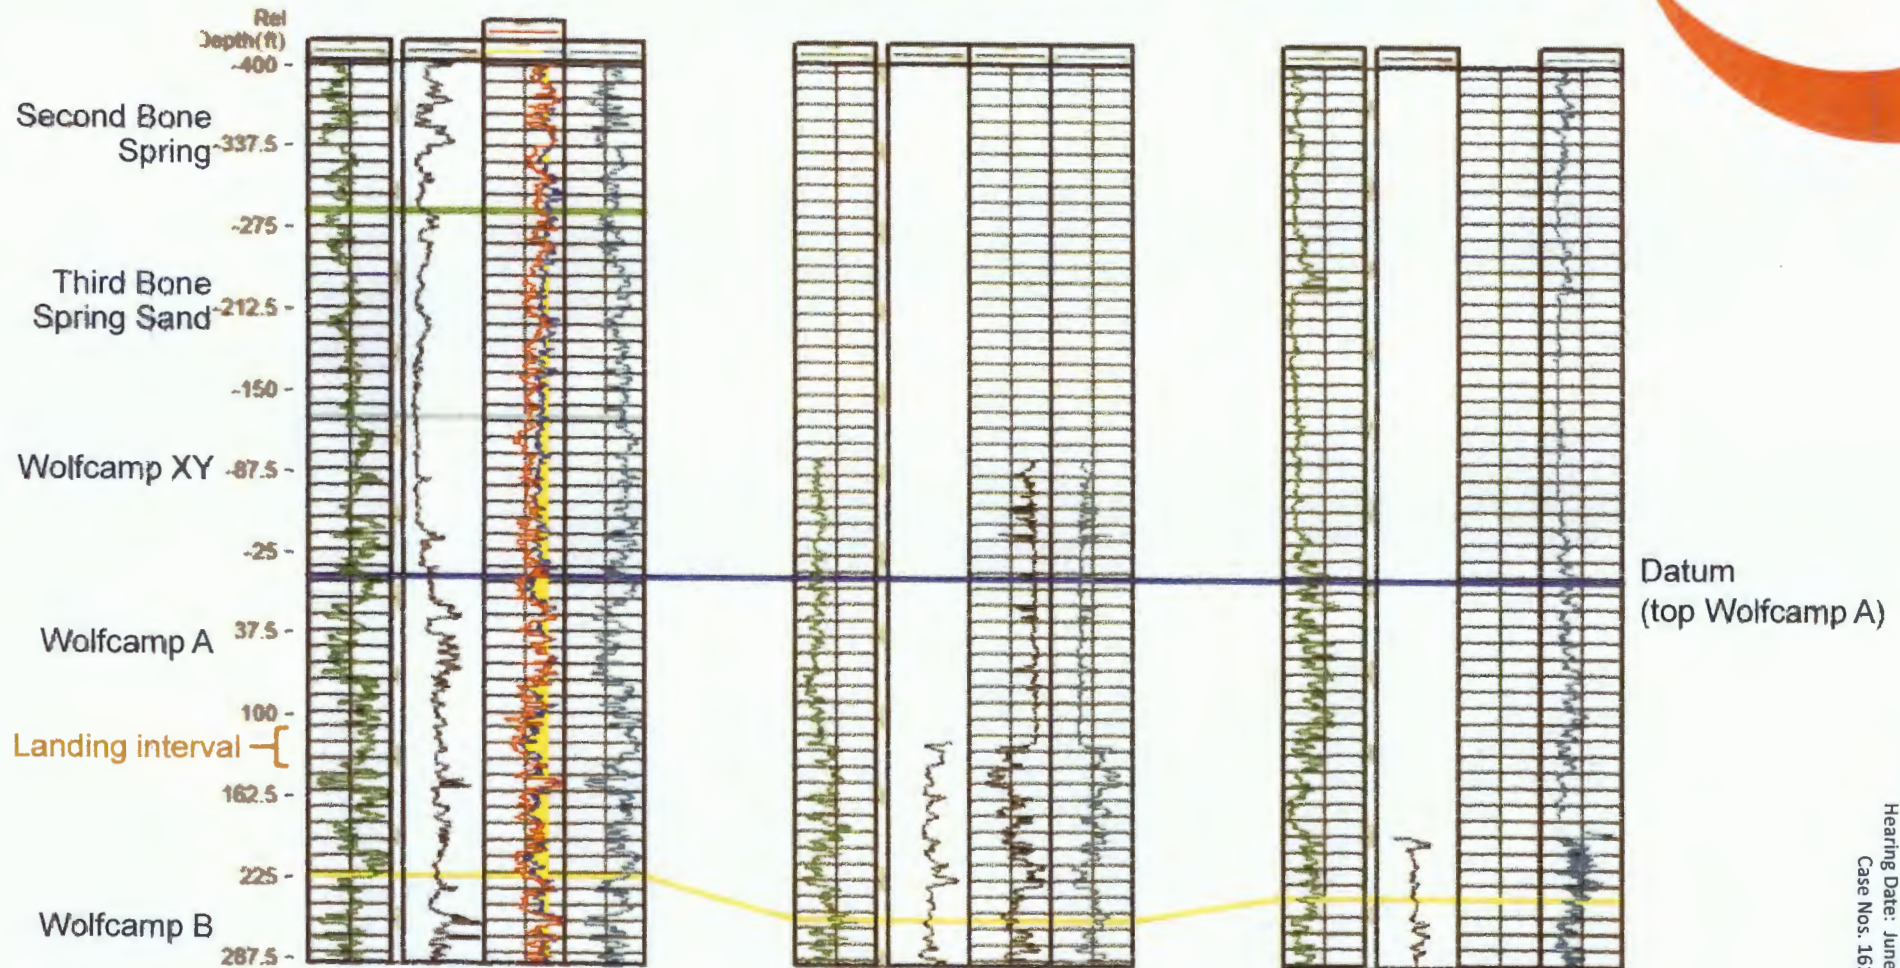 Rel
Depth(ft)
-400
Second Bone
Spring
-337.5
-275
Third Bone
Spring Sand
-212.5
-150
Wolfcamp XY
-87.5
-25
Datum
(top Wolfcamp A)
37.5
Wolfcamp A
100
Landing interval
162.5
225
Wolfcamp B
287.5
Hearing Date: June
Case Nos. 16